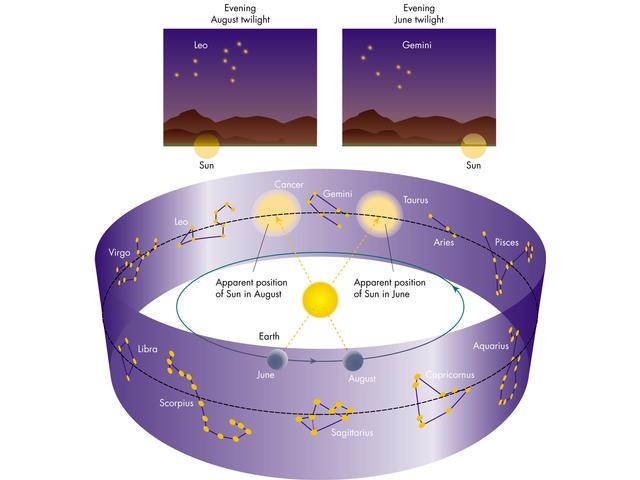 Evening
August twilight
Evening
June twilight
Leo
Gemini
Sun
Sun
Cancer
Gemini
Taurus
Leo
Aries
Pisces
Virgo
Apparent position
of Sun in August
Apparent position
of Sun in June
Earth
June
August
Libra
Aquarius
Scorpius
Capricornus
Sagittarius